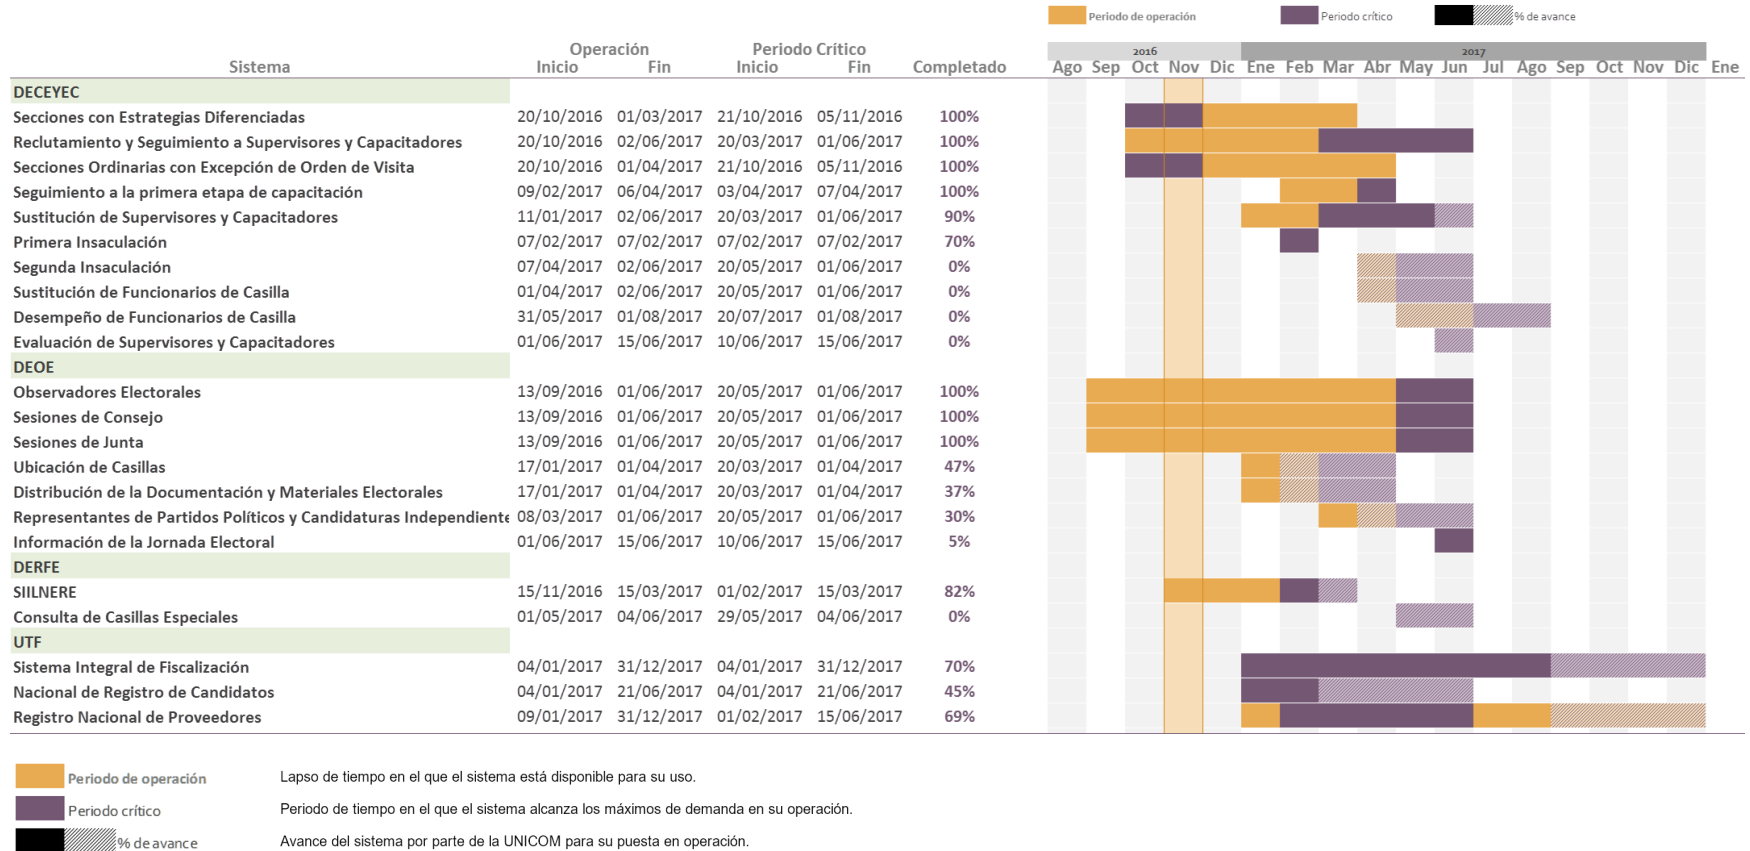 Periodo de operación Periodo crítico % de avance
Operación Periodo Crítico 2016 2017
Sistema Inicio Fin Inicio Fin Completado Ago Sep Oct Nov Dic Ene Feb Mar Abr May Jun Jul Ago Sep Oct Nov Dic Ene
DECEYEC
Secciones con Estrategias Diferenciadas 20/10/2016 01/03/2017 21/10/2016 05/11/2016 100%
Reclutamiento y Seguimiento a Supervisores y Capacitadores 20/10/2016 02/06/2017 20/03/2017 01/06/2017 100%
Secciones Ordinarias con Excepción de Orden de Visita 20/10/2016 01/04/2017 21/10/2016 05/11/2016 100%
Seguimiento a la primera etapa de capacitación 09/02/2017 06/04/2017 03/04/2017 07/04/2017 100%
Sustitución de Supervisores y Capacitadores 11/01/2017 02/06/2017 20/03/2017 01/06/2017 90%
Primera Insaculación 07/02/2017 07/02/2017 07/02/2017 07/02/2017 70%
Segunda Insaculación 07/04/2017 02/06/2017 20/05/2017 01/06/2017 0%
Sustitución de Funcionarios de Casilla 01/04/2017 02/06/2017 20/05/2017 01/06/2017 0%
Desempeño de Funcionarios de Casilla 31/05/2017 01/08/2017 20/07/2017 01/08/2017 0%
Evaluación de Supervisores y Capacitadores 01/06/2017 15/06/2017 10/06/2017 15/06/2017 0%
DEOE
Observadores Electorales 13/09/2016 01/06/2017 20/05/2017 01/06/2017 100%
Sesiones de Consejo 13/09/2016 01/06/2017 20/05/2017 01/06/2017 100%
Sesiones de Junta 13/09/2016 01/06/2017 20/05/2017 01/06/2017 100%
Ubicación de Casillas 17/01/2017 01/04/2017 20/03/2017 01/04/2017 47%
Distribución de la Documentación y Materiales Electorales 17/01/2017 01/04/2017 20/03/2017 01/04/2017 37%
Representantes de Partidos Políticos y Candidaturas Independiente 08/03/2017 01/06/2017 20/05/2017 01/06/2017 30%
Información de la Jornada Electoral 01/06/2017 15/06/2017 10/06/2017 15/06/2017 5%
DERFE
SIILNERE 15/11/2016 15/03/2017 01/02/2017 15/03/2017 82%
Consulta de Casillas Especiales 01/05/2017 04/06/2017 29/05/2017 04/06/2017 0%
UTF
Sistema Integral de Fiscalización 04/01/2017 31/12/2017 04/01/2017 31/12/2017 70%
Nacional de Registro de Candidatos 04/01/2017 21/06/2017 04/01/2017 21/06/2017 45%
Registro Nacional de Proveedores 09/01/2017 31/12/2017 01/02/2017 15/06/2017 69%
Periodo de operación Lapso de tiempo en el que el sistema está disponible para su uso.
Periodo crítico Periodo de tiempo en el que el sistema alcanza los máximos de demanda en su operación.
% de avance Avance del sistema por parte de la UNICOM para su puesta en operación.